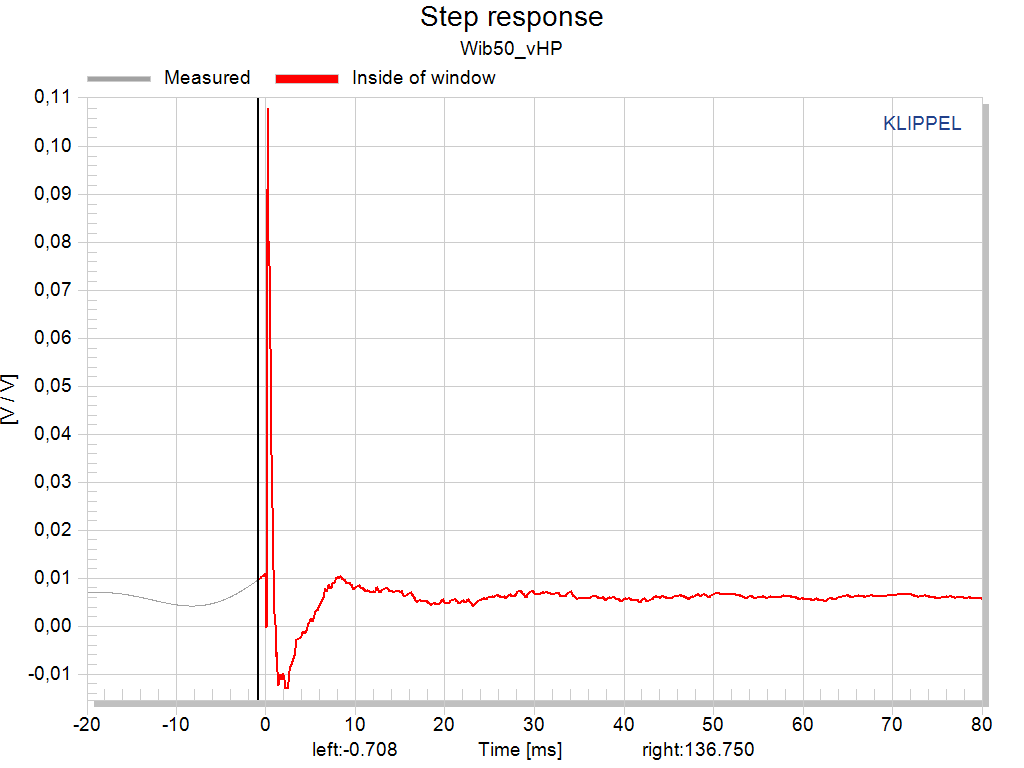 Step response
Wib50_vHP
Measured Inside of window
KLIPPEL
0,11
0,10
0,09
0,08
0,07
0,06
0,05
0,04
0,03
0,02
0,01
0,00
-0,01
[V / V]
-20 -10 0 10 20 30 40 50 60 70 80
left:-0.708 Time [ms] right:136.750